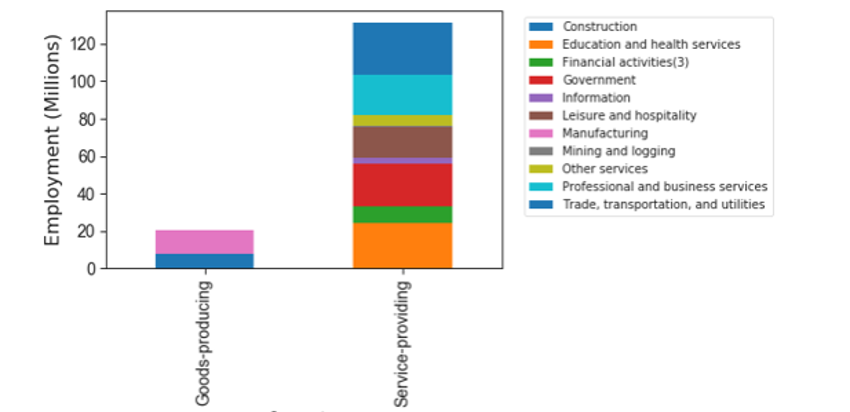 Employment (Millions)
120
100
80
60
40
20
0
Goods-producing
Service-providing
Construction
Education and health services
Financial activities(3)
Government
Information
Leisure and hospitality
Manufacturing
Mining and logging
Other services
Professional and business services
Trade, transportation, and utilities